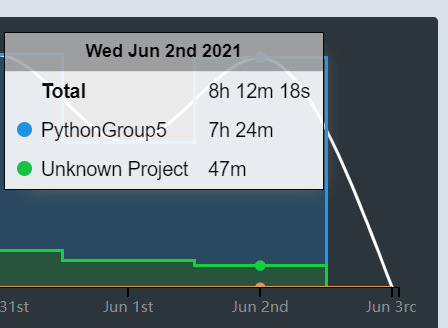 Wed Jun 2nd 2021
Total 8h 12m 18s
PythonGroup5 7h 24m
Unknown Project 47m
31st Jun 1st Jun 2nd Jun 3rc